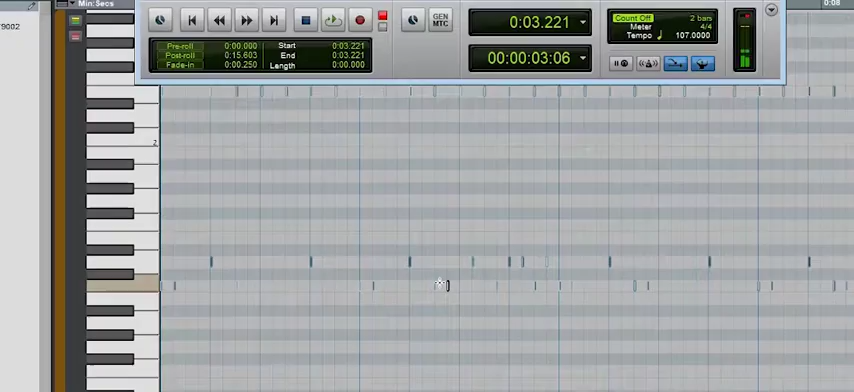 Min:Secs
0:08
79002
GEN
MTC
0:03.221
Count Off 2 bars
Meter 4/4
Tempo 107.0000
Pre-roll 0:00.000 Start 0:03.221
Post-roll 0:15.603 End 0:03.221
Fade-in 0:00.250 Length 0:00.000
00:00:03:06
2